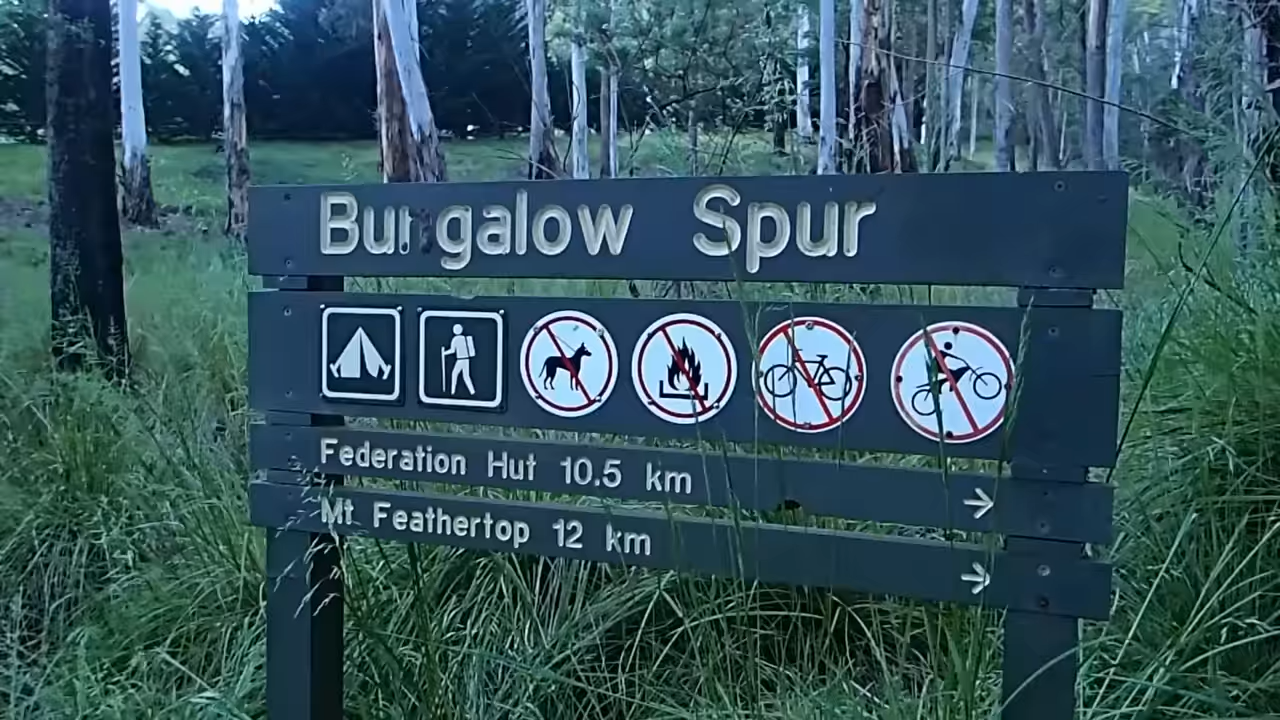 Bungalow Spur
Federation Hut 10.5 km →
Mt Feathertop 12 km →